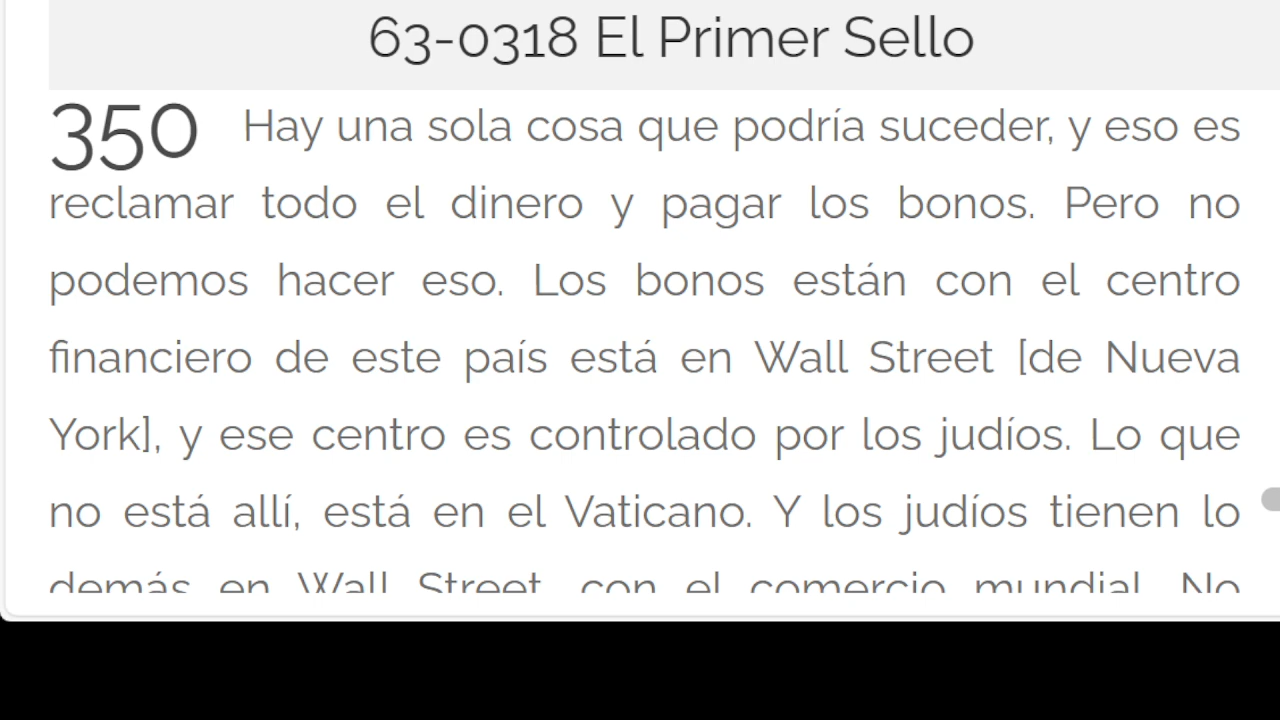 63-0318 El Primer Sello
350 Hay una sola cosa que podría suceder, y eso es
reclamar todo el dinero y pagar los bonos. Pero no
podemos hacer eso. Los bonos están con el centro
financiero de este país está en Wall Street [de Nueva
York], y ese centro es controlado por los judíos. Lo que
no está allí, está en el Vaticano. Y los judíos tienen lo
demás en Wall Street, con el comercio mundial. No